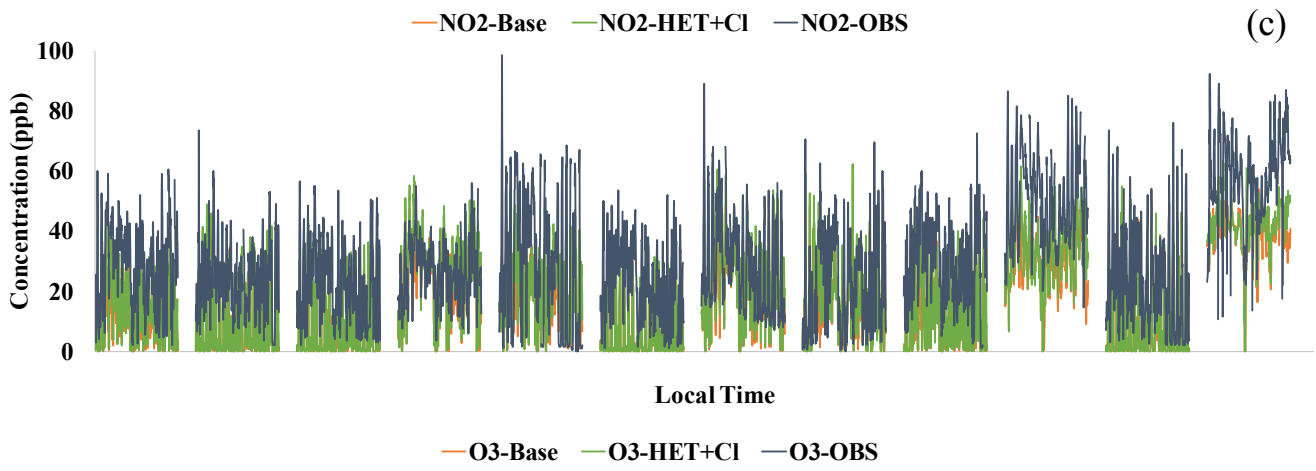 NO2-Base NO2-HET+Cl NO2-OBS
(c)
100
80
60
40
20
0
Concentration (ppb)
Local Time
O3-Base O3-HET+Cl O3-OBS